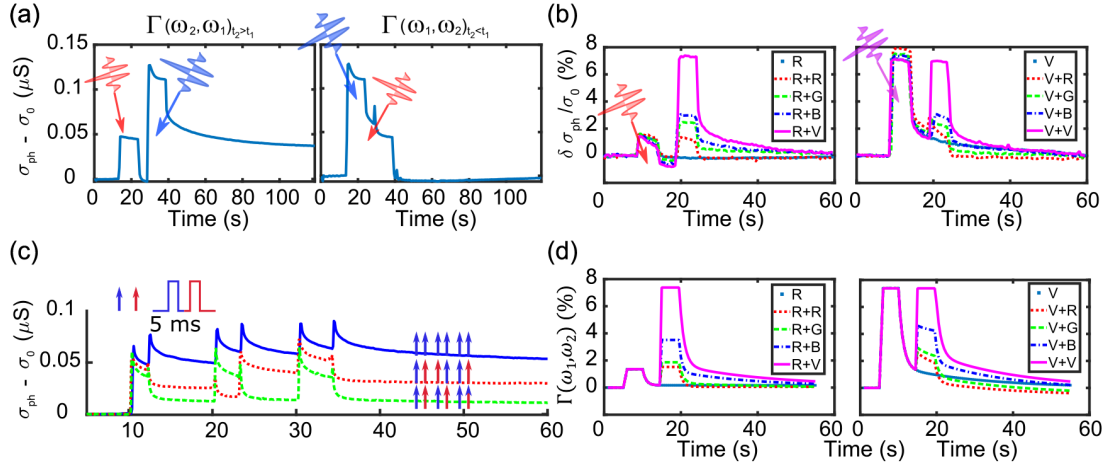 (a)
Γ (ω₂, ω₁)t₂>t₁
Γ (ω₁, ω₂)t₂<t₁
0.15
0.10
0.05
0
σph - σ₀ (μS)
0 20 40 60 80 100
0 20 40 60 80 100
Time (s)
Time (s)
(b)
8
6
4
2
0
δ σph /σ₀ (%)
R
R+R
R+G
R+B
R+V
V
V+R
V+G
V+B
V+V
0 20 40 60
0 20 40 60
Time (s)
Time (s)
(c)
0.1
0.05
0
σph - σ₀ (μS)
5 ms
10 20 30 40 50 60
Time (s)
(d)
8
6
4
2
0
Γ(ω₁,ω₂) (%)
R
R+R
R+G
R+B
R+V
V
V+R
V+G
V+B
V+V
0 20 40 60
0 20 40 60
Time (s)
Time (s)